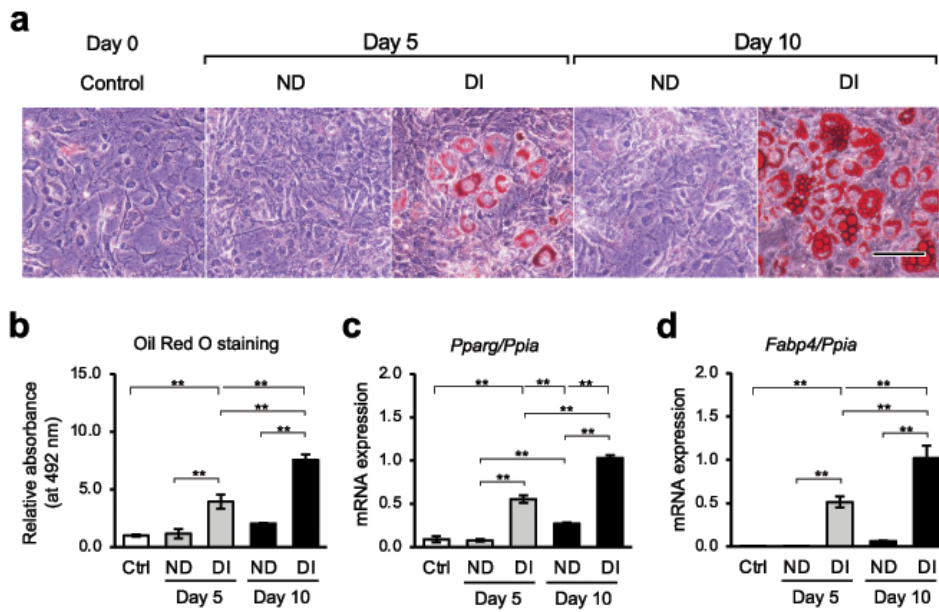 a
Day 0 Day 5 Day 10
Control ND DI ND DI
b Oil Red O staining
Relative absorbance
(at 492 nm)
15.0
10.0
5.0
0.0
** **
**
**
**
Ctrl ND DI ND DI
Day 5 Day 10
c Pparg/Ppia
mRNA expression
2.0
1.5
1.0
0.5
0.0
** ** **
**
**
**
**
Ctrl ND DI ND DI
Day 5 Day 10
d Fabp4/Ppia
mRNA expression
2.0
1.5
1.0
0.5
0.0
** **
**
**
**
Ctrl ND DI ND DI
Day 5 Day 10